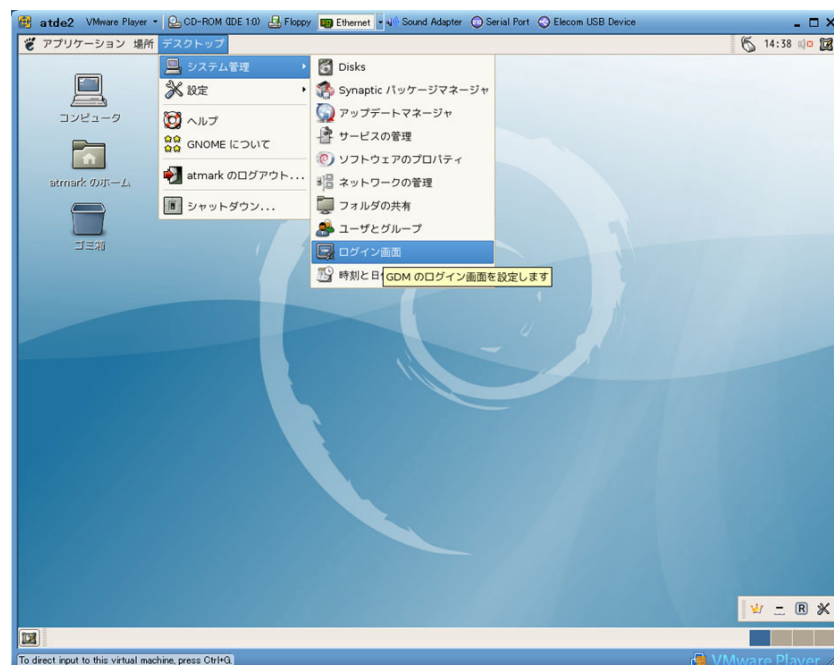 atde2 VMware Player CD-ROM (IDE 1:0) Floppy Ethernet Sound Adapter Serial Port Elecom USB Device
アプリケーション 場所 デスクトップ 14:38
コンピュータ
atmark のホーム
ゴミ箱
システム管理
設定
ヘルプ
GNOME について
atmark のログアウト...
シャットダウン...
Disks
Synaptic パッケージマネージャ
アップデートマネージャ
サービスの管理
ソフトウェアのプロパティ
ネットワークの管理
フォルダの共有
ユーザとグループ
ログイン画面
時刻と日
GDM のログイン画面を設定します
R
To direct input to this virtual machine, press Ctrl+G.
VMware Player